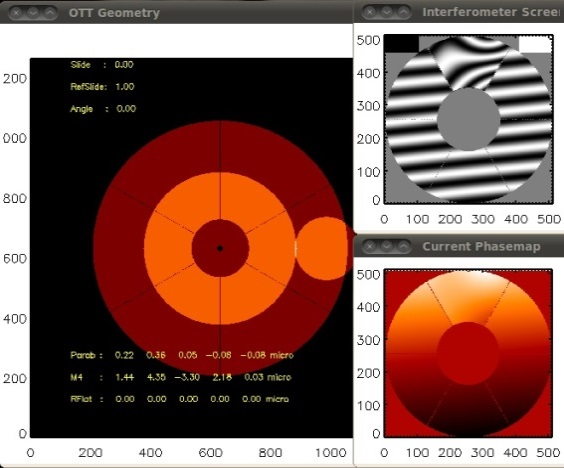 OTT Geometry
Slide : 0.00
RefSlide: 1.00
Angle : 0.00
200
000
800
600
400
200
0
0 200 400 600 800 1000
Parab : 0.22 0.36 0.05 -0.08 -0.08 micro
M4 : 1.44 4.35 -3.30 2.18 0.03 micro
RFlat : 0.00 0.00 0.00 0.00 0.00 micro
Interferometer Screen
500
400
300
200
100
0
0 100 200 300 400 500
Current Phasemap
500
400
300
200
100
0
0 100 200 300 400 500